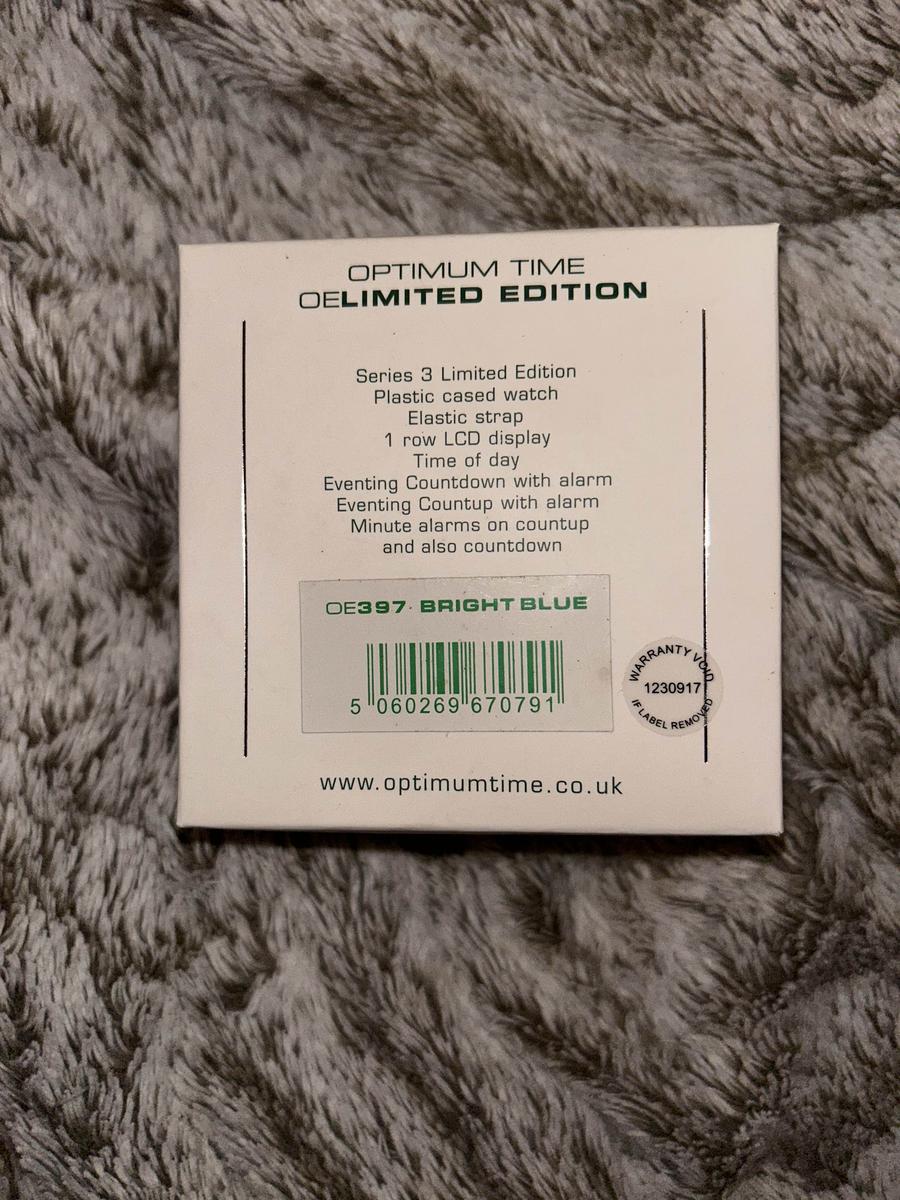 OPTIMUM TIME
OELIMITED EDITION
Series 3 Limited Edition
Plastic cased watch
Elastic strap
1 row LCD display
Time of day
Eventing Countdown with alarm
Eventing Countup with alarm
Minute alarms on countup
and also countdown
OE397 BRIGHT BLUE
5 060269 670791
WARRANTY VOID
1230917
IF LABEL REMOVED
www.optimumtime.co.uk